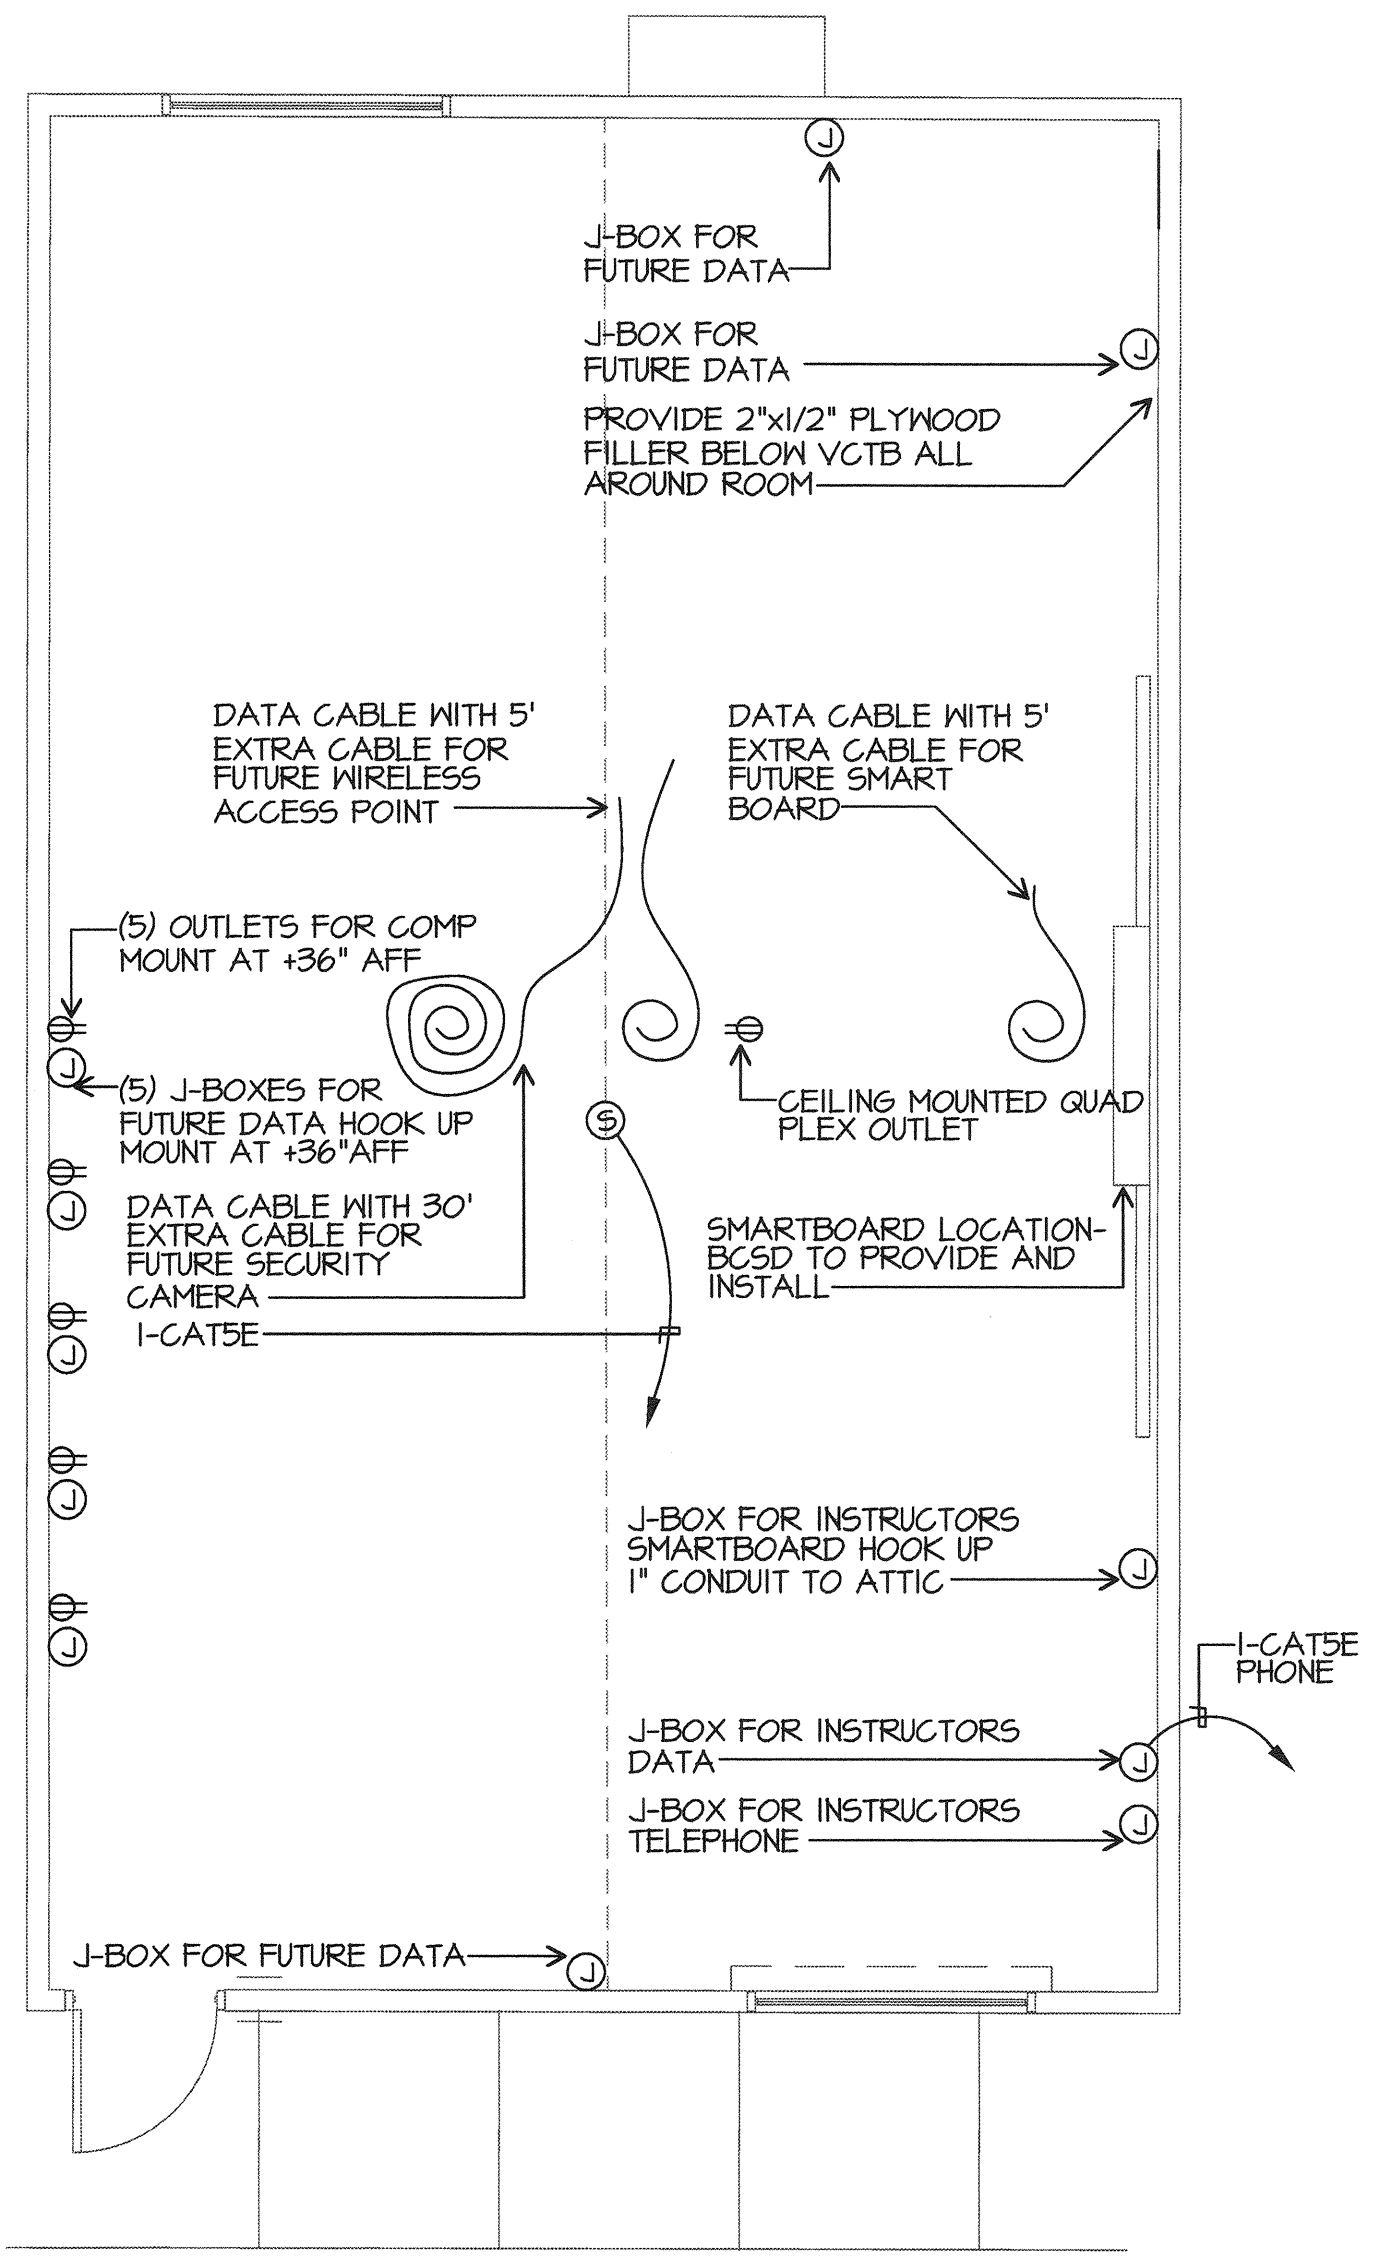 J
J-BOX FOR
FUTURE DATA
J-BOX FOR
FUTURE DATA
J
PROVIDE 2"x1/2" PLYWOOD
FILLER BELOW VCTB ALL
AROUND ROOM
DATA CABLE WITH 5'
EXTRA CABLE FOR
FUTURE WIRELESS
ACCESS POINT
DATA CABLE WITH 5'
EXTRA CABLE FOR
FUTURE SMART
BOARD
(5) OUTLETS FOR COMP
MOUNT AT +36" AFF
J
(5) J-BOXES FOR
FUTURE DATA HOOK UP
MOUNT AT +36"AFF
S
CEILING MOUNTED QUAD
PLEX OUTLET
J
DATA CABLE WITH 30'
EXTRA CABLE FOR
FUTURE SECURITY
CAMERA
1-CAT5E
SMARTBOARD LOCATION-
BCSD TO PROVIDE AND
INSTALL
J
J
J-BOX FOR INSTRUCTORS
SMARTBOARD HOOK UP
1" CONDUIT TO ATTIC
J
J
1-CAT5E
PHONE
J-BOX FOR INSTRUCTORS
DATA
J
J-BOX FOR INSTRUCTORS
TELEPHONE
J
J-BOX FOR FUTURE DATA
J